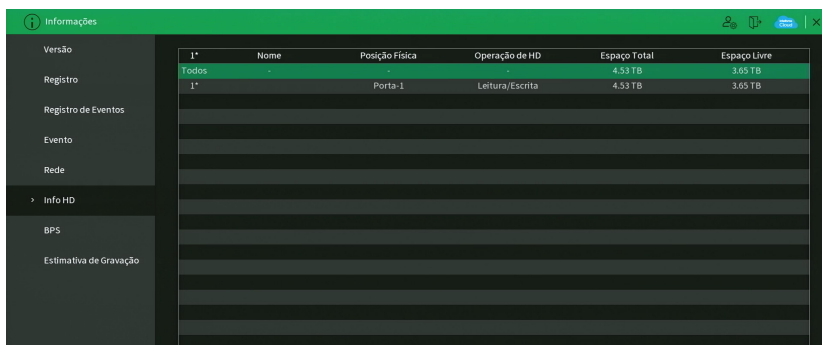 Informações
Cloud
Versão
Registro
Registro de Eventos
Evento
Rede
> Info HD
BPS
Estimativa de Gravação
1* Nome Posição Física Operação de HD Espaço Total Espaço Livre
Todos - - - 4.53 TB 3.65 TB
1* Porta-1 Leitura/Escrita 4.53 TB 3.65 TB